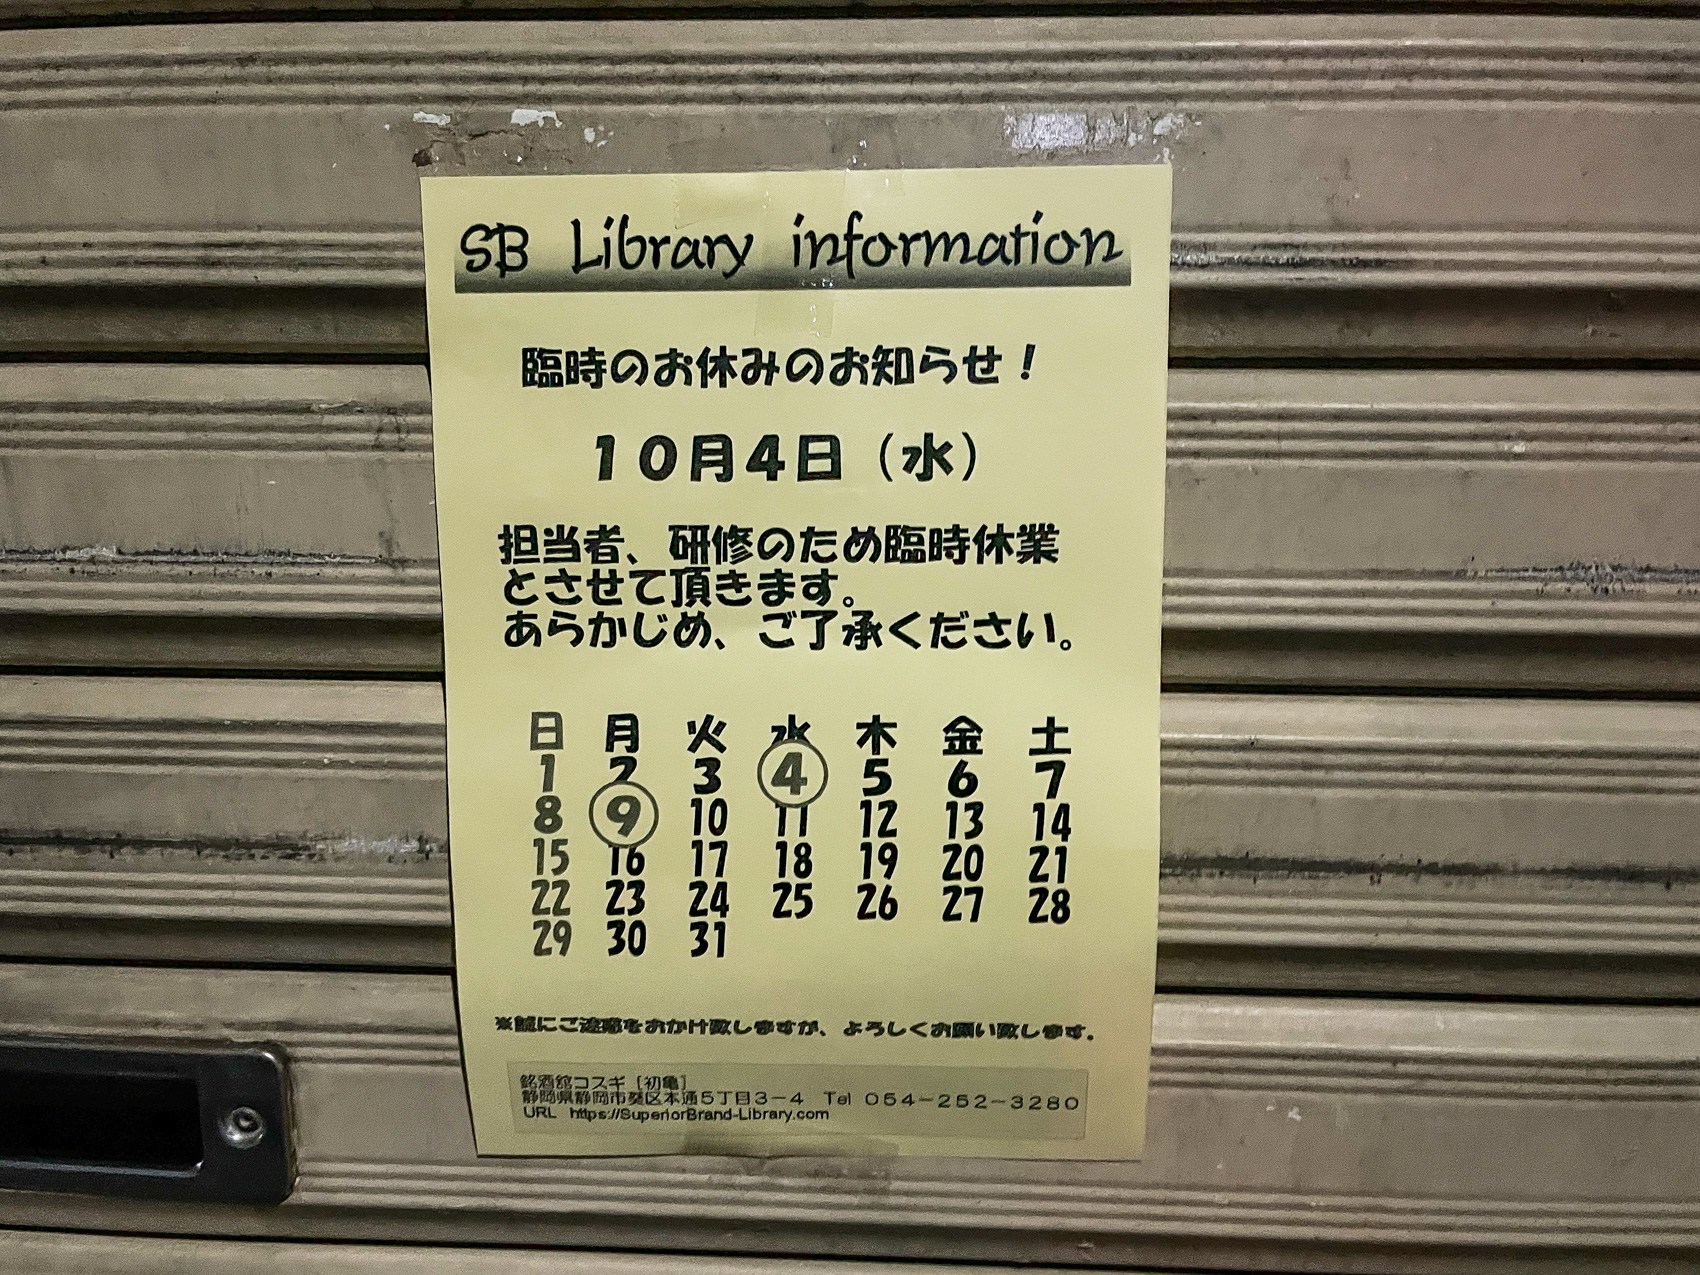 SB Library information
臨時のお休みのお知らせ！
１０月４日（水）
担当者、研修のため臨時休業
とさせて頂きます。
あらかじめ、ご了承ください。
日 月 火 水 木 金 土
1 2 3 4 5 6 7
8 9 10 11 12 13 14
15 16 17 18 19 20 21
22 23 24 25 26 27 28
29 30 31
※誠にご迷惑をおかけ致しますが、よろしくお願い致します。
銘酒館コスギ［初亀］
静岡県静岡市葵区本通５丁目３－４ Tel ０５４－２５２－３２８０
URL https://SuperiorBrand-Library.com